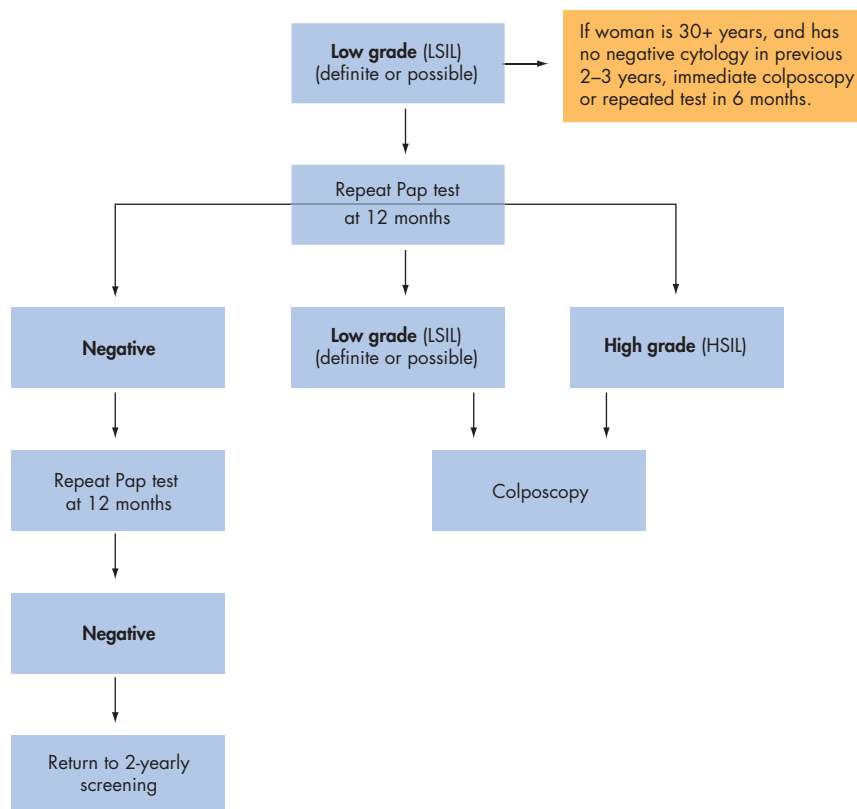 Low grade (LSIL)
(definite or possible)
If woman is 30+ years, and has
no negative cytology in previous
2–3 years, immediate colposcopy
or repeated test in 6 months.
Repeat Pap test
at 12 months
Negative
Low grade (LSIL)
(definite or possible)
High grade (HSIL)
Repeat Pap test
at 12 months
Colposcopy
Negative
Return to 2-yearly
screening